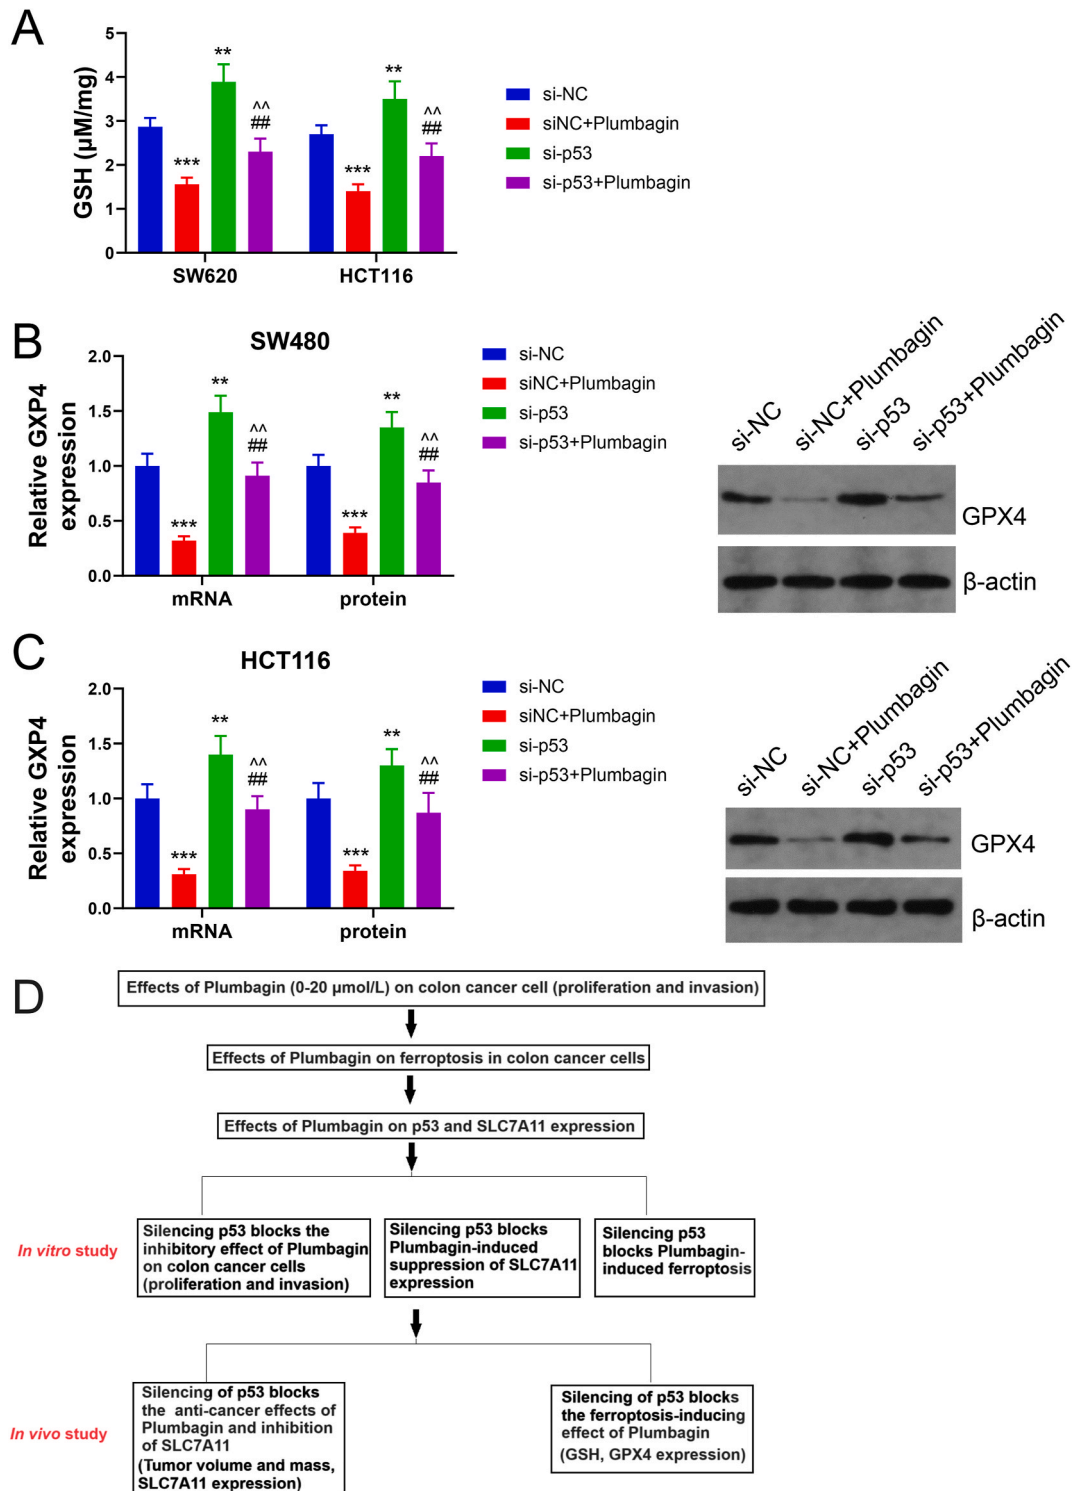 A
GSH (μM/mg)
5
4
3
2
1
0
**
***
^^
##
**
***
^^
##
SW620
HCT116
si-NC
siNC+Plumbagin
si-p53
si-p53+Plumbagin
B
SW480
Relative GXP4
expression
2.0
1.5
1.0
0.5
0.0
**
***
^^
##
**
***
^^
##
mRNA
protein
si-NC
siNC+Plumbagin
si-p53
si-p53+Plumbagin
si-NC
si-NC+Plumbagin
si-p53
si-p53+Plumbagin
GPX4
β-actin
C
HCT116
Relative GXP4
expression
2.0
1.5
1.0
0.5
0.0
**
***
^^
##
**
***
^^
##
mRNA
protein
si-NC
siNC+Plumbagin
si-p53
si-p53+Plumbagin
si-NC
si-NC+Plumbagin
si-p53
si-p53+Plumbagin
GPX4
β-actin
D
Effects of Plumbagin (0-20 μmol/L) on colon cancer cell (proliferation and invasion)
Effects of Plumbagin on ferroptosis in colon cancer cells
Effects of Plumbagin on p53 and SLC7A11 expression
In vitro study
Silencing p53 blocks the
inhibitory effect of Plumbagin
on colon cancer cells
(proliferation and invasion)
Silencing p53 blocks
Plumbagin-induced
suppression of SLC7A11
expression
Silencing p53
blocks Plumbagin-
induced ferroptosis
In vivo study
Silencing of p53 blocks
the anti-cancer effects of
Plumbagin and inhibition
of SLC7A11
(Tumor volume and mass,
SLC7A11 expression)
Silencing of p53 blocks
the ferroptosis-inducing
effect of Plumbagin
(GSH, GPX4 expression)